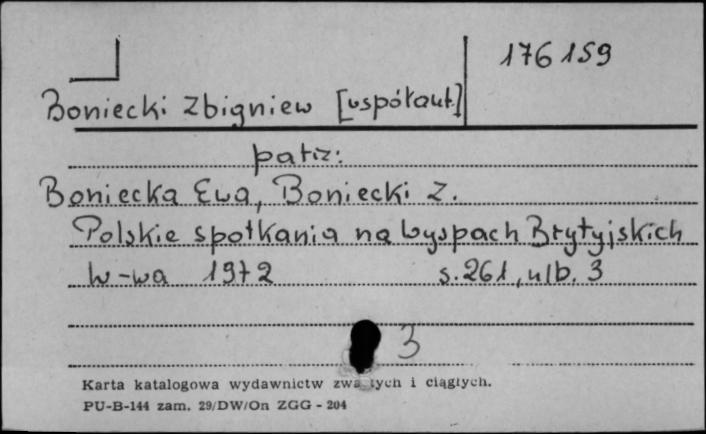 176159
Boniecki Zbigniew [współaut.]
patrz:
Boniecka Ewa, Boniecki Z.
Polskie spotkania na wyspach Brytyjskich
W-wa 1972 s. 261, nlb. 3
3
Karta katalogowa wydawnictw zwartych i ciągłych.
PU-B-144 zam. 29/DW/On ZGG - 204